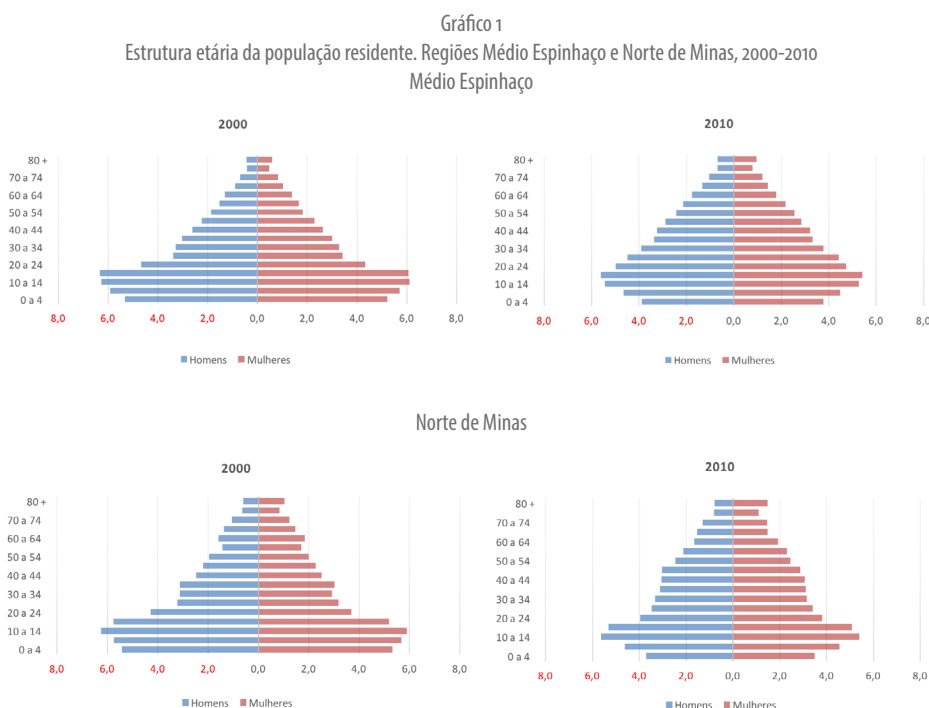 Gráfico 1
Estrutura etária da população residente. Regiões Médio Espinhaço e Norte de Minas, 2000-2010
Médio Espinhaço
2000
80 +
70 a 74
60 a 64
50 a 54
40 a 44
30 a 34
20 a 24
10 a 14
0 a 4
8,0 6,0 4,0 2,0 0,0 2,0 4,0 6,0 8,0
Homens Mulheres
2010
80 +
70 a 74
60 a 64
50 a 54
40 a 44
30 a 34
20 a 24
10 a 14
0 a 4
8,0 6,0 4,0 2,0 0,0 2,0 4,0 6,0 8,0
Homens Mulheres
Norte de Minas
2000
80 +
70 a 74
60 a 64
50 a 54
40 a 44
30 a 34
20 a 24
10 a 14
0 a 4
8,0 6,0 4,0 2,0 0,0 2,0 4,0 6,0 8,0
Homens Mulheres
2010
80 +
70 a 74
60 a 64
50 a 54
40 a 44
30 a 34
20 a 24
10 a 14
0 a 4
8,0 6,0 4,0 2,0 0,0 2,0 4,0 6,0 8,0
Homens Mulheres